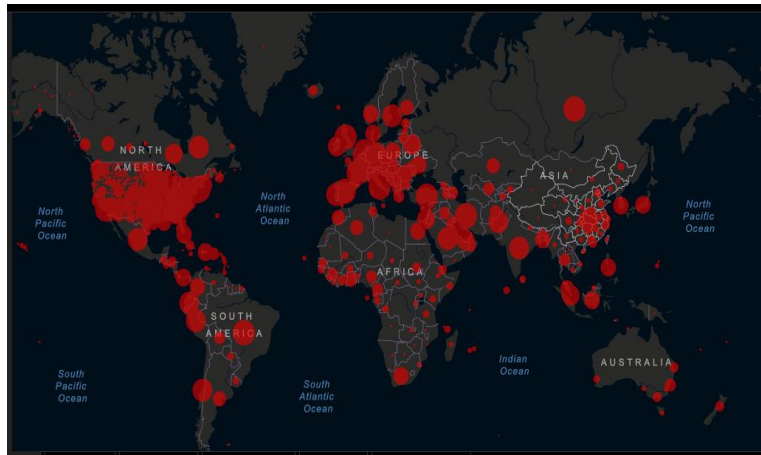 NORTH
AMERICA
EUROPE
ASIA
North
Pacific
Ocean
North
Atlantic
Ocean
North
Pacific
Ocean
AFRICA
SOUTH
AMERICA
Indian
Ocean
AUSTRALIA
South
Pacific
Ocean
South
Atlantic
Ocean